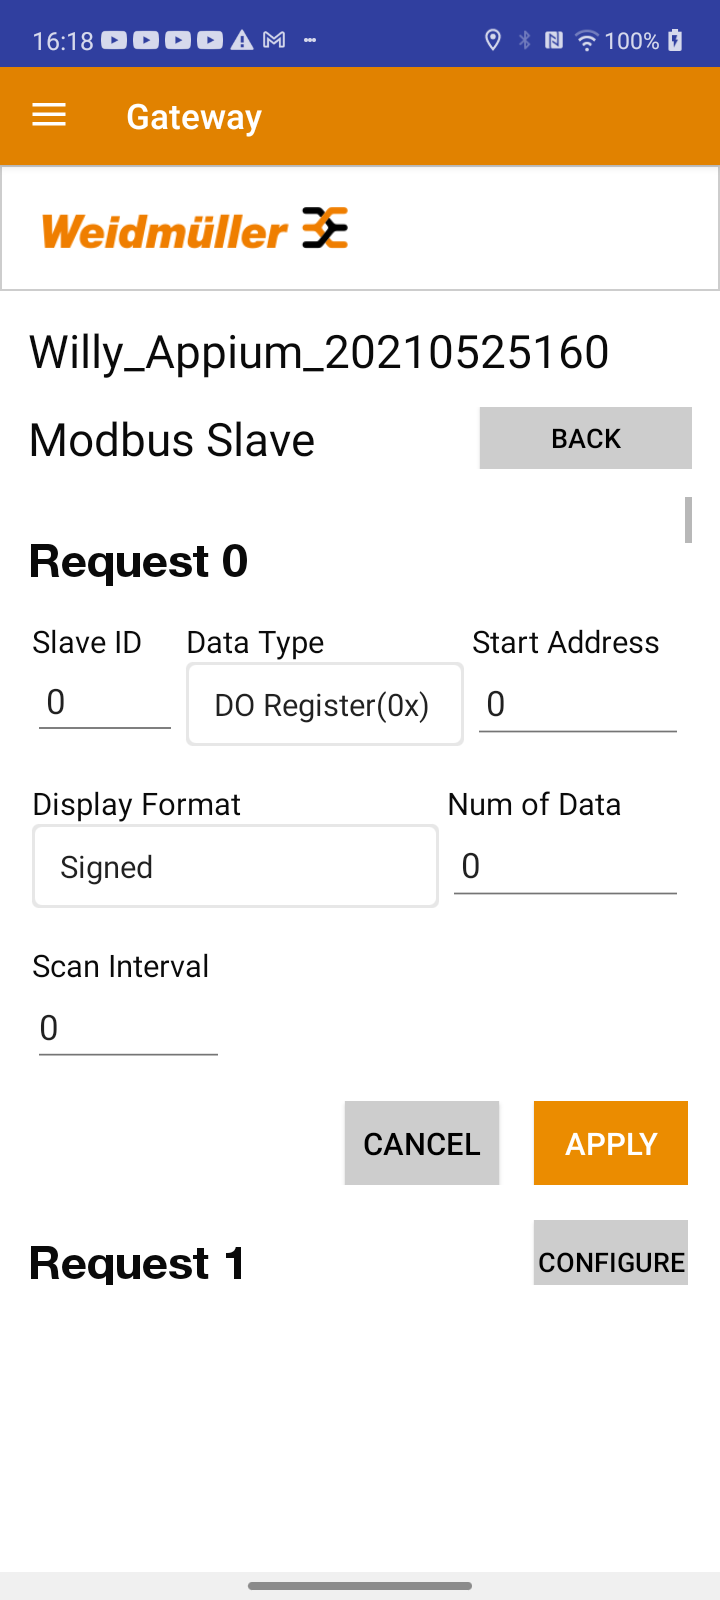 16:18 100%
Gateway
Weidmüller
Willy_Appium_20210525160
Modbus Slave BACK
Request 0
Slave ID Data Type Start Address
0 DO Register(0x) 0
Display Format Num of Data
Signed 0
Scan Interval
0
CANCEL APPLY
Request 1 CONFIGURE